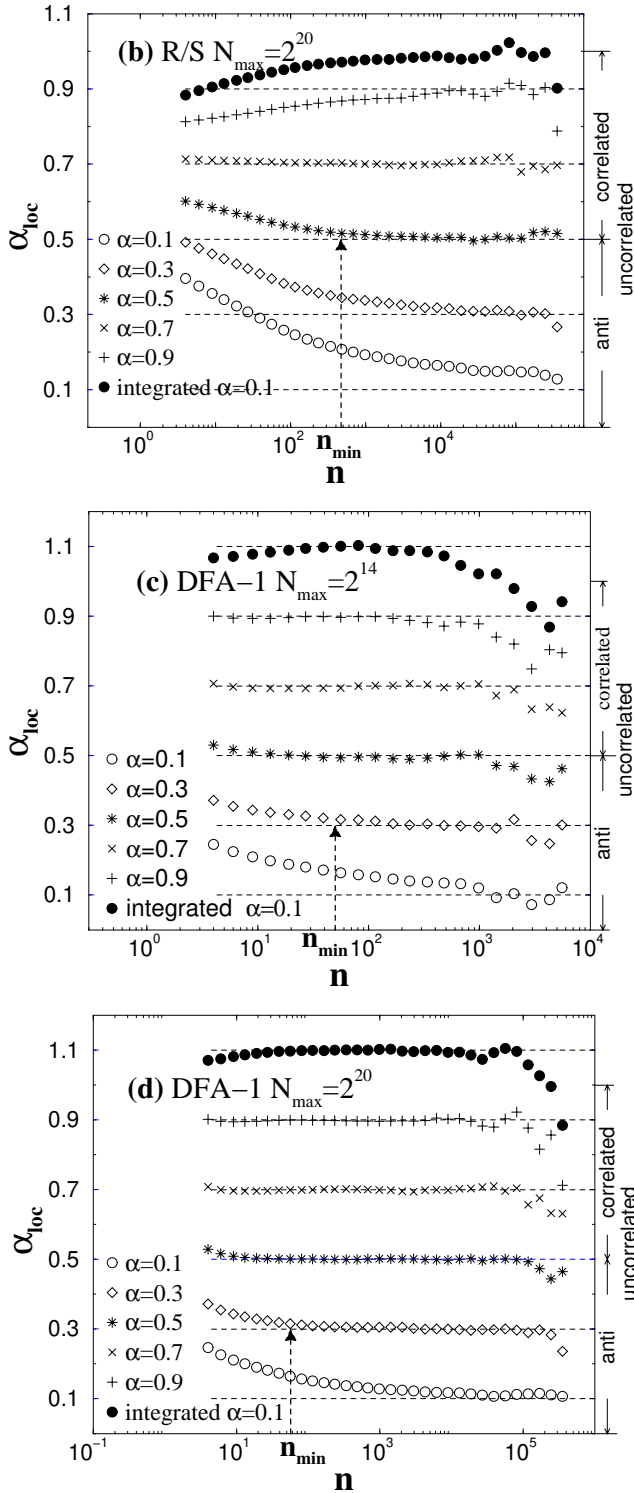 (b) R/S N_max=2^20
0.9
0.7
0.5
0.3
0.1
α_loc
α=0.1
α=0.3
α=0.5
α=0.7
α=0.9
integrated α=0.1
correlated
uncorrelated
anti
10^0
10^2
n_min
10^4
n
(c) DFA−1 N_max=2^14
1.1
0.9
0.7
0.5
0.3
0.1
α_loc
α=0.1
α=0.3
α=0.5
α=0.7
α=0.9
integrated α=0.1
correlated
uncorrelated
anti
10^0
10^1
n_min
10^2
10^3
10^4
n
(d) DFA−1 N_max=2^20
1.1
0.9
0.7
0.5
0.3
0.1
α_loc
α=0.1
α=0.3
α=0.5
α=0.7
α=0.9
integrated α=0.1
correlated
uncorrelated
anti
10^−1
10^1
n_min
10^3
10^5
n